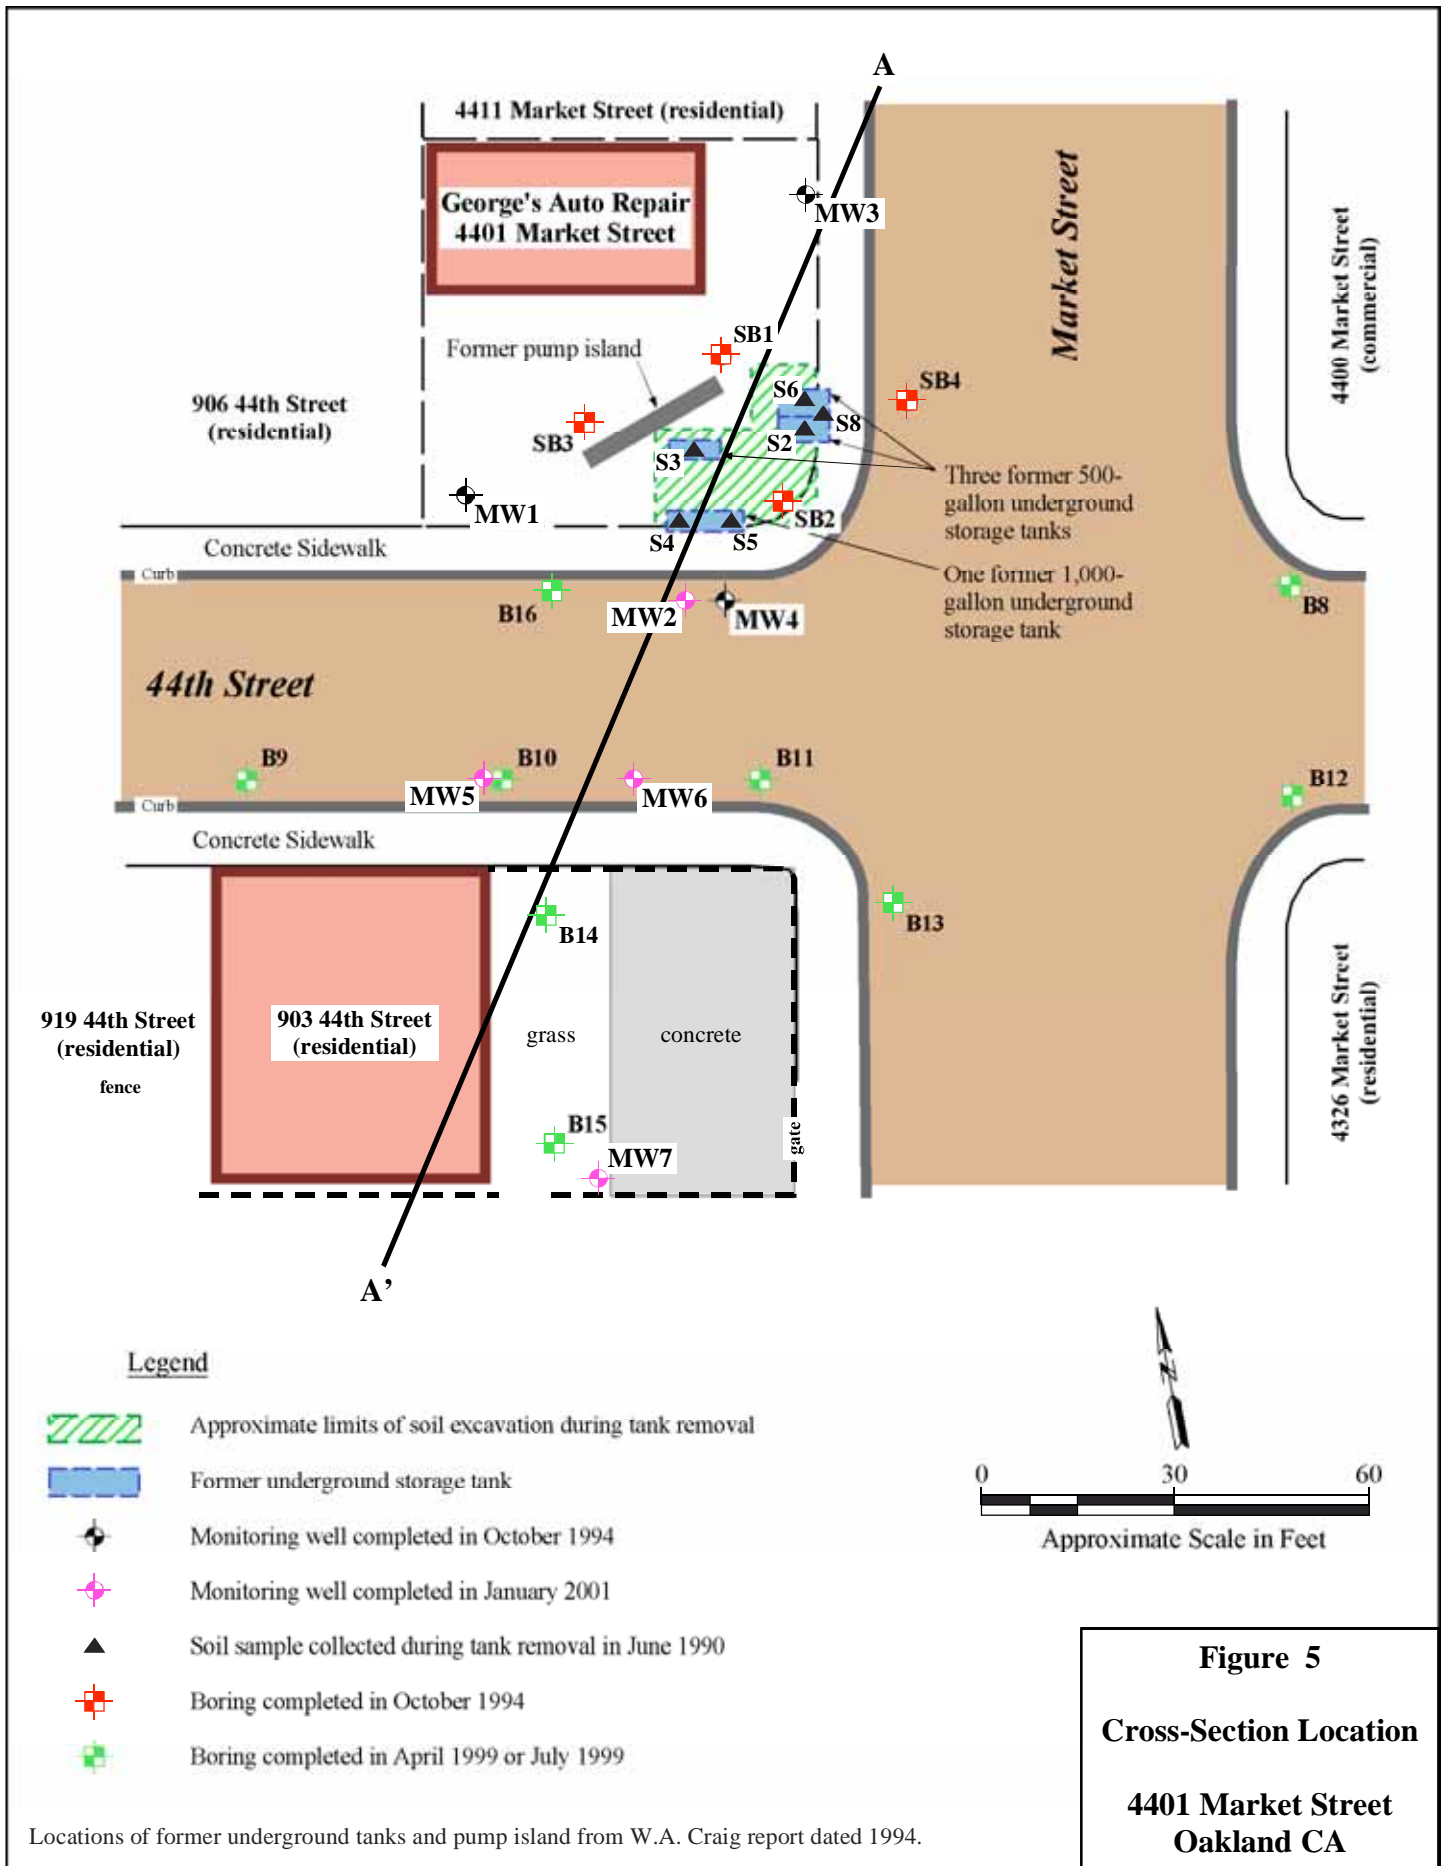 A
4411 Market Street (residential)
George's Auto Repair
4401 Market Street
MW3
Market Street
4400 Market Street
(commercial)
Former pump island
SB1
906 44th Street
(residential)
SB3
S6
S8
S2
S3
SB4
MW1
SB2
S4
S5
Three former 500-
gallon underground
storage tanks
Concrete Sidewalk
Curb
One former 1,000-
gallon underground
storage tank
B16
MW2
MW4
B8
44th Street
B9
B10
B11
B12
MW5
MW6
Curb
Concrete Sidewalk
B14
B13
919 44th Street
(residential)
fence
903 44th Street
(residential)
grass
concrete
4326 Market Street
(residential)
B15
MW7
gate
A’
Legend
Approximate limits of soil excavation during tank removal
Former underground storage tank
Monitoring well completed in October 1994
Monitoring well completed in January 2001
Soil sample collected during tank removal in June 1990
Boring completed in October 1994
Boring completed in April 1999 or July 1999
N
0 30 60
Approximate Scale in Feet
Figure 5
Cross-Section Location
4401 Market Street
Oakland CA
Locations of former underground tanks and pump island from W.A. Craig report dated 1994.